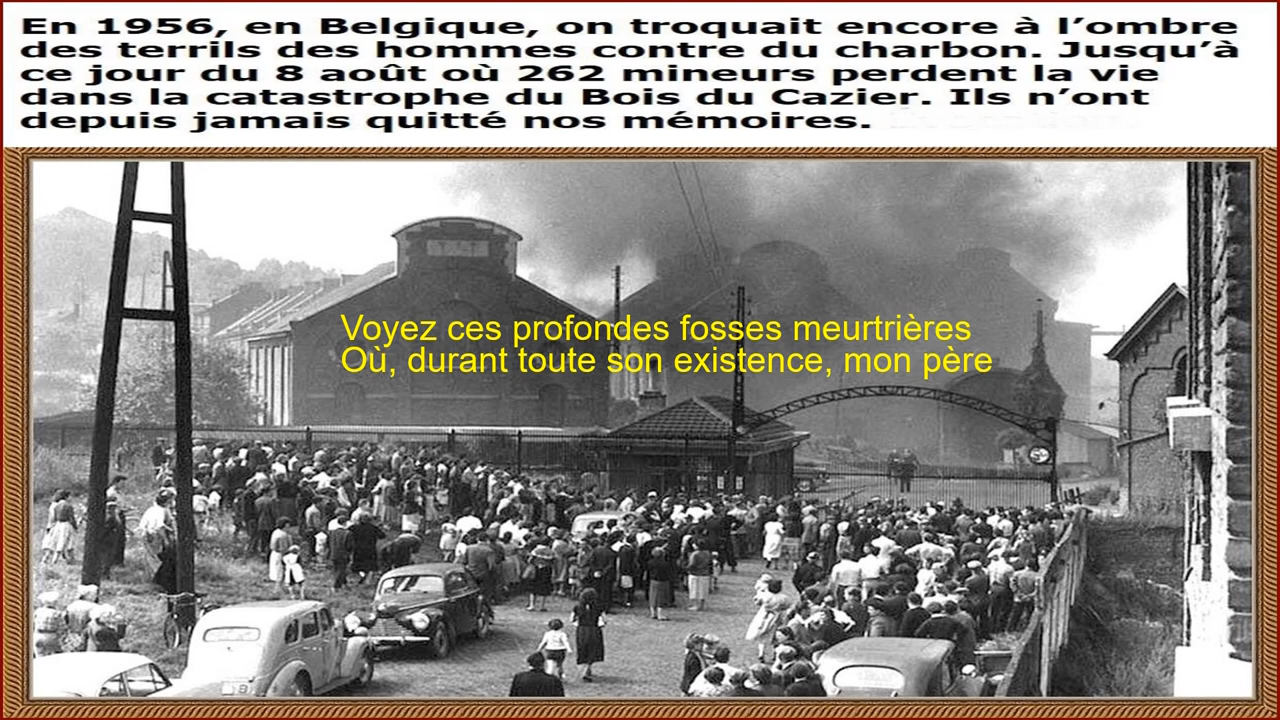 En 1956, en Belgique, on troquait encore à l’ombre
des terrils des hommes contre du charbon. Jusqu’à
ce jour du 8 août où 262 mineurs perdent la vie
dans la catastrophe du Bois du Cazier. Ils n’ont
depuis jamais quitté nos mémoires.
Voyez ces profondes fosses meurtrières
Où, durant toute son existence, mon père